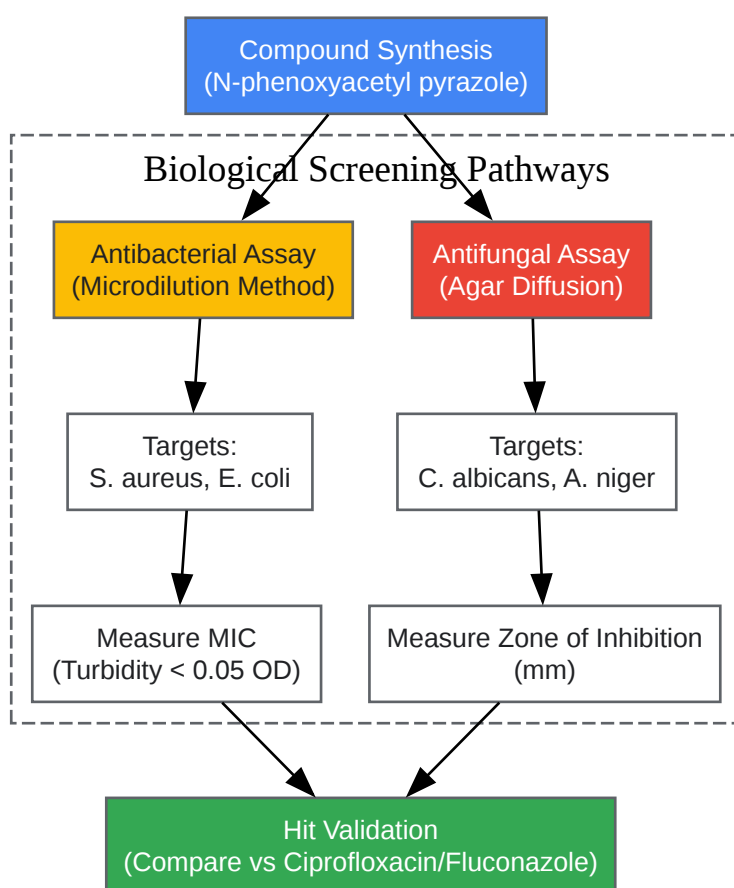 Compound Synthesis
(N-phenoxyacetyl pyrazole)
Biological Screening Pathways
Antibacterial Assay
(Microdilution Method)
Antifungal Assay
(Agar Diffusion)
Targets:
S. aureus, E. coli
Targets:
C. albicans, A. niger
Measure MIC
(Turbidity < 0.05 OD)
Measure Zone of Inhibition
(mm)
Hit Validation
(Compare vs Ciprofloxacin/Fluconazole)